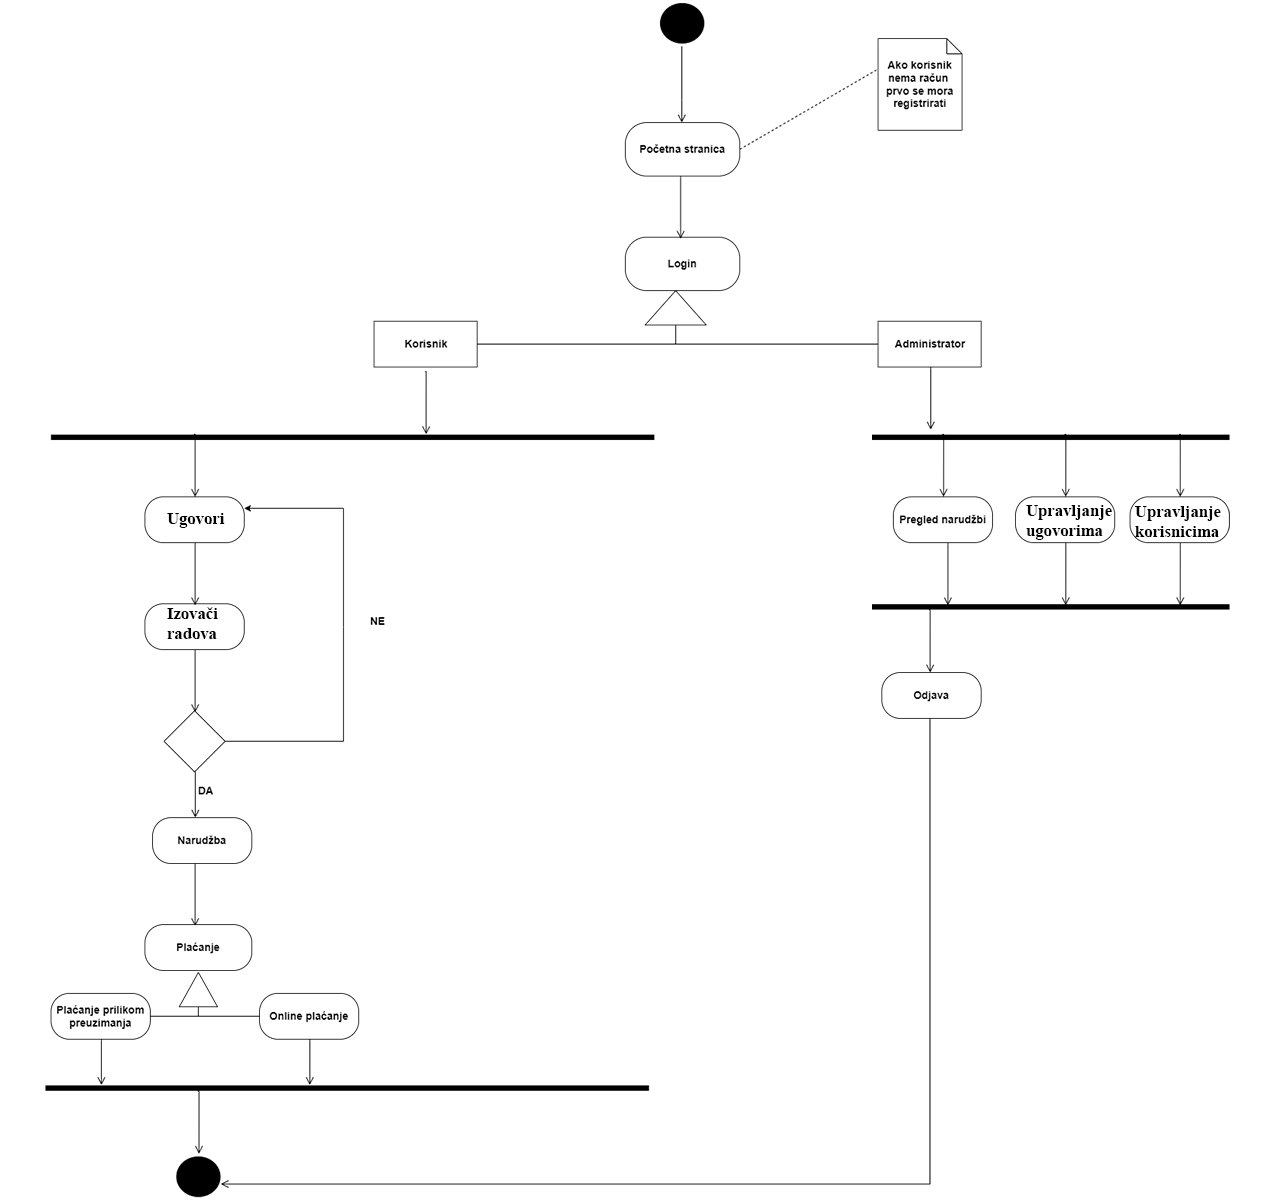 Ako korisnik
nema račun
prvo se mora
registrirati
Početna stranica
Login
Korisnik
Administrator
Ugovori
Pregled narudžbi
Upravljanje
ugovorima
Upravljanje
korisnicima
Izovači
radova
NE
Odjava
DA
Narudžba
Plaćanje
Plaćanje prilikom
preuzimanja
Online plaćanje